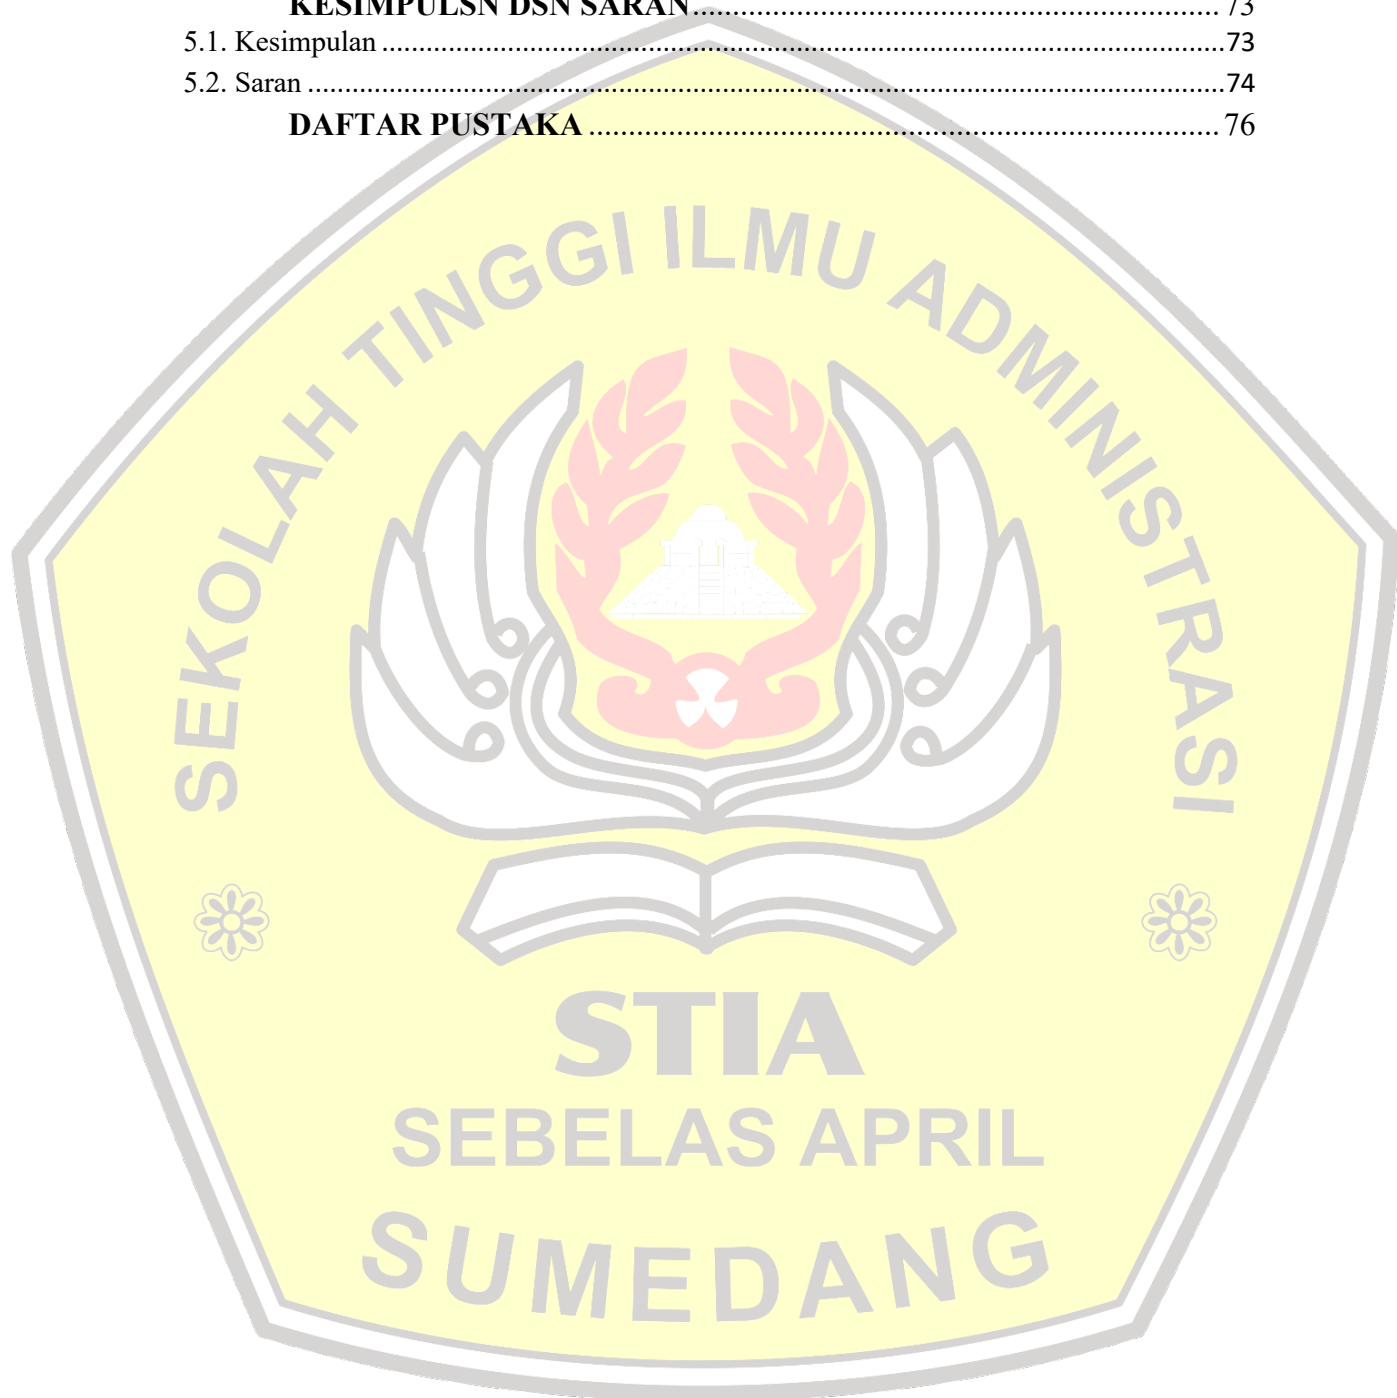 KESIMPULSN DSN SARAN........................................................................ 73
5.1. Kesimpulan.................................................................................................................73
5.2. Saran...........................................................................................................................74
DAFTAR PUSTAKA...................................................................................... 76
SEKOLAH TINGGI ILMU ADMINISTRASI
STIA
SEBELAS APRIL
SUMEDANG